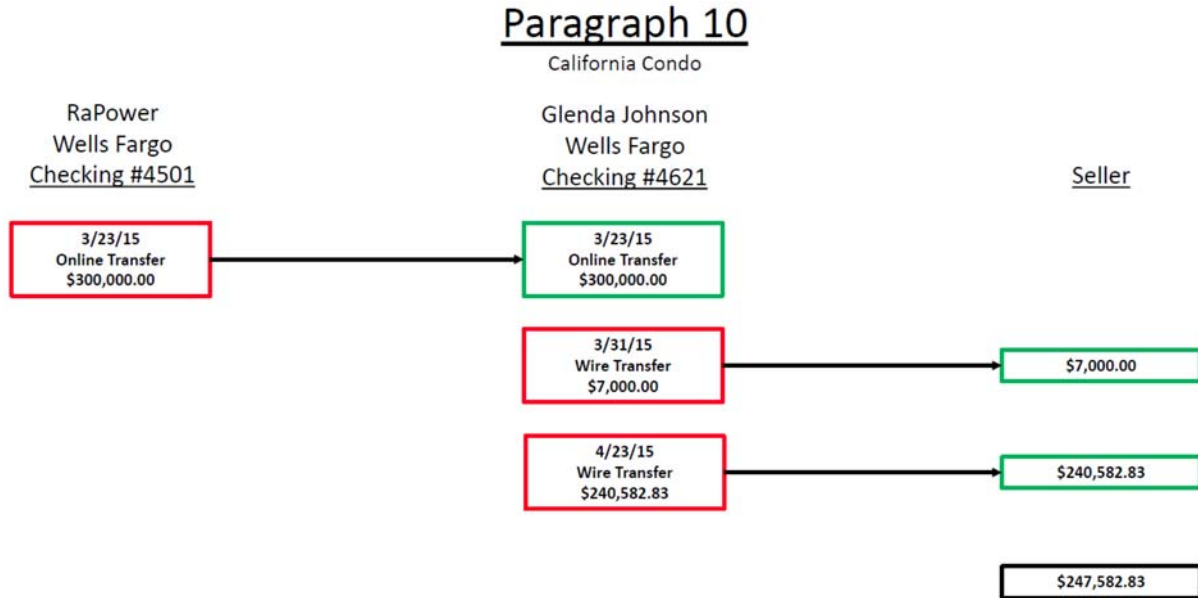 Paragraph 10
California Condo
RaPower
Wells Fargo
Checking #4501
Glenda Johnson
Wells Fargo
Checking #4621
Seller
3/23/15
Online Transfer
$300,000.00
3/23/15
Online Transfer
$300,000.00
3/31/15
Wire Transfer
$7,000.00
$7,000.00
4/23/15
Wire Transfer
$240,582.83
$240,582.83
$247,582.83